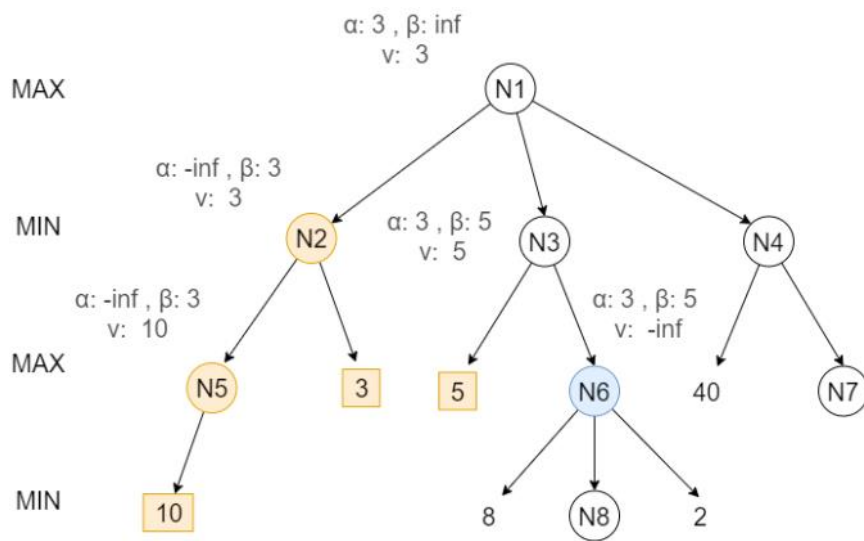 α: 3 , β: inf
v: 3
MAX
N1
α: -inf , β: 3
v: 3
MIN
N2
α: 3 , β: 5
v: 5
N3
N4
α: -inf , β: 3
v: 10
α: 3 , β: 5
v: -inf
MAX
N5
3
5
N6
40
N7
MIN
10
8
N8
2